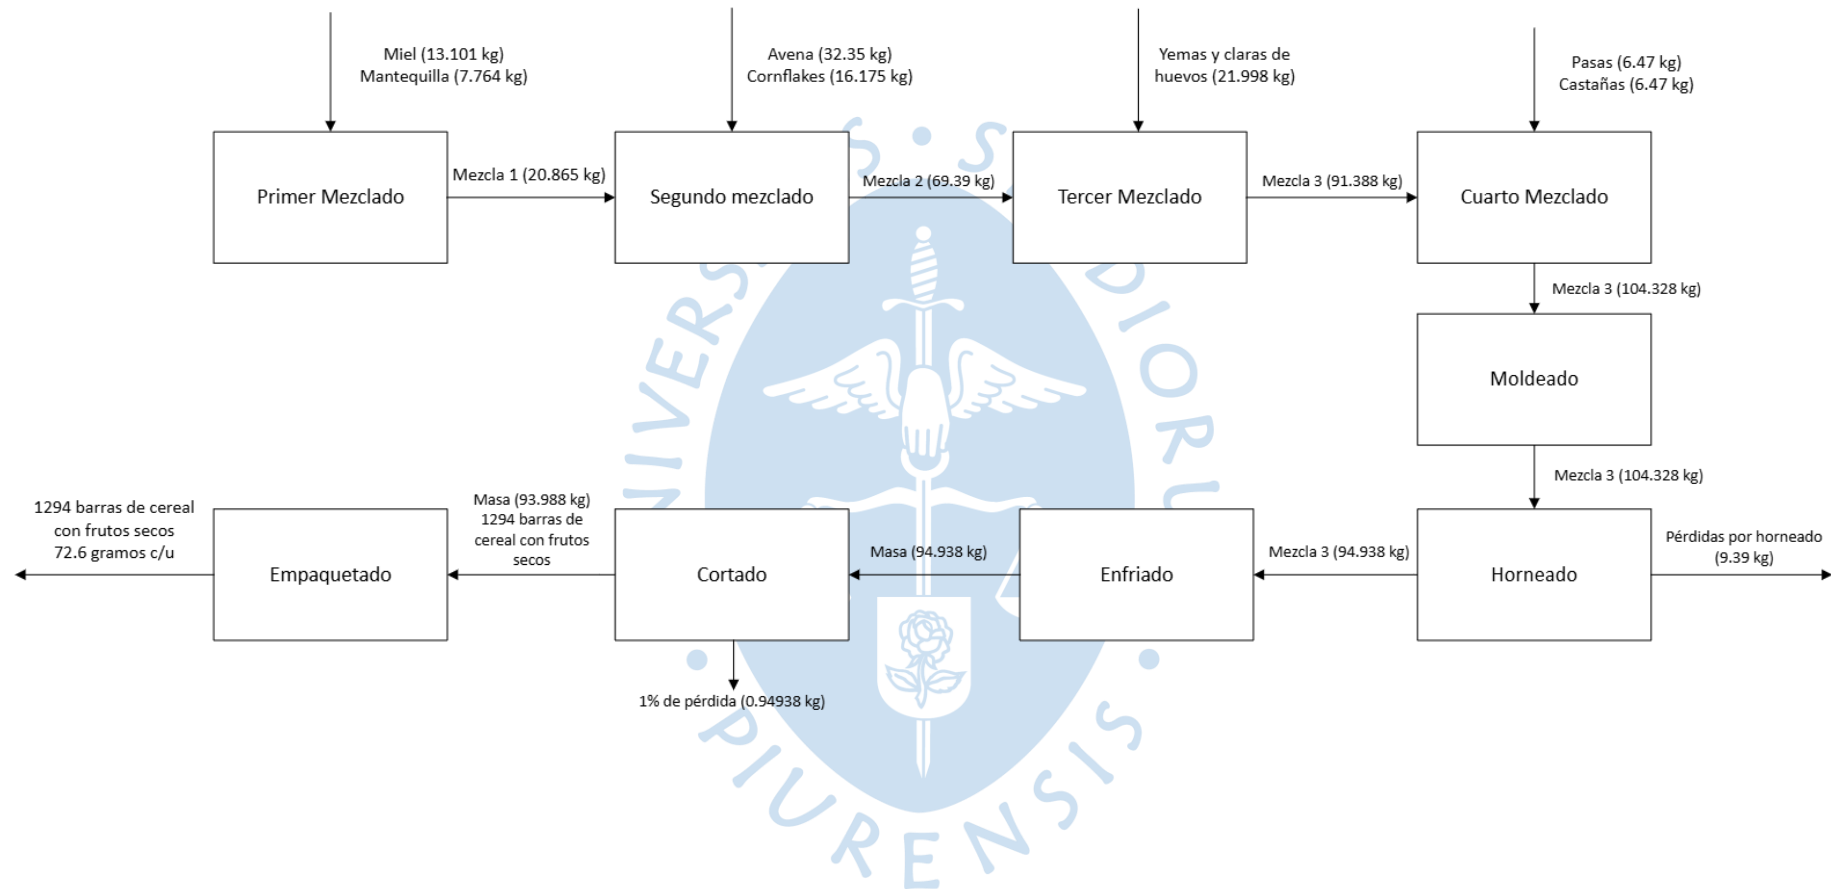 Miel (13.101 kg)
Mantequilla (7.764 kg)
Avena (32.35 kg)
Cornflakes (16.175 kg)
Yemas y claras de
huevos (21.998 kg)
Pasas (6.47 kg)
Castañas (6.47 kg)
Primer Mezclado
Mezcla 1 (20.865 kg)
Segundo mezclado
Mezcla 2 (69.39 kg)
Tercer Mezclado
Mezcla 3 (91.388 kg)
Cuarto Mezclado
Mezcla 3 (104.328 kg)
Moldeado
Mezcla 3 (104.328 kg)
Horneado
Pérdidas por horneado
(9.39 kg)
Mezcla 3 (94.938 kg)
Enfriado
Masa (94.938 kg)
Cortado
1% de pérdida (0.94938 kg)
Masa (93.988 kg)
1294 barras de
cereal con frutos
secos
Empaquetado
1294 barras de cereal
con frutos secos
72.6 gramos c/u
PIURENSIS